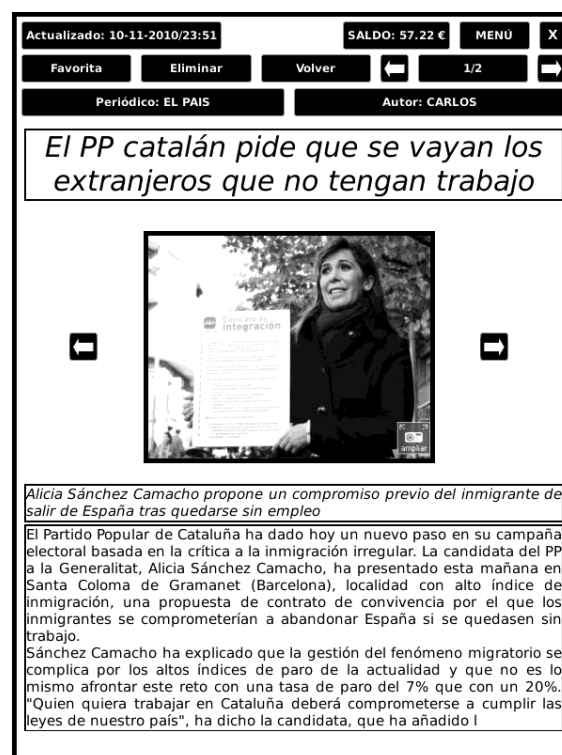 Actualizado: 10-11-2010/23:51
SALDO: 57.22 €
MENÚ
X
Favorita
Eliminar
Volver
1/2
Periódico: EL PAIS
Autor: CARLOS
El PP catalán pide que se vayan los
extranjeros que no tengan trabajo
Contrato de
integración
ampliar
Alicia Sánchez Camacho propone un compromiso previo del inmigrante de
salir de España tras quedarse sin empleo
El Partido Popular de Cataluña ha dado hoy un nuevo paso en su campaña
electoral basada en la crítica a la inmigración irregular. La candidata del PP
a la Generalitat, Alicia Sánchez Camacho, ha presentado esta mañana en
Santa Coloma de Gramanet (Barcelona), localidad con alto índice de
inmigración, una propuesta de contrato de convivencia por el que los
inmigrantes se comprometerían a abandonar España si se quedasen sin
trabajo.
Sánchez Camacho ha explicado que la gestión del fenómeno migratorio se
complica por los altos índices de paro de la actualidad y que no es lo
mismo afrontar este reto con una tasa de paro del 7% que con un 20%.
"Quien quiera trabajar en Cataluña deberá comprometerse a cumplir las
leyes de nuestro país", ha dicho la candidata, que ha añadido l